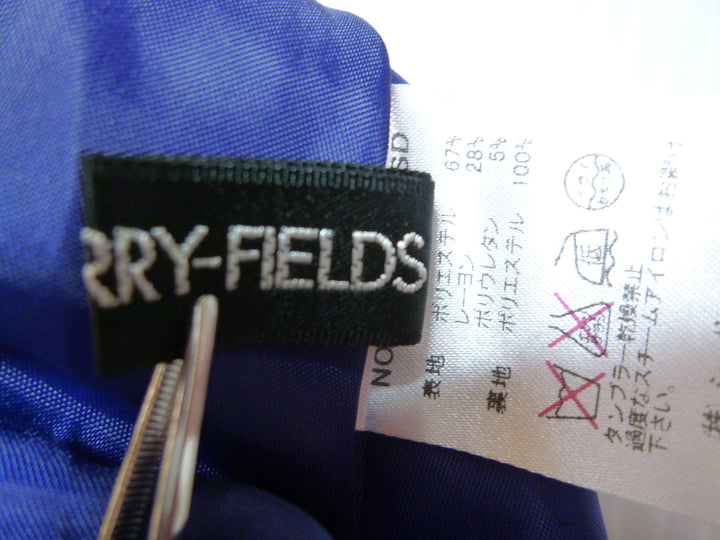 RRY-FIELDS
NO
SD
表地 ポリエステル 67%
レーヨン 28%
ポリウレタン 5%
裏地 ポリエステル 100%
タンブラー乾燥禁止
過度なスチームアイロンはお避け
下さい。